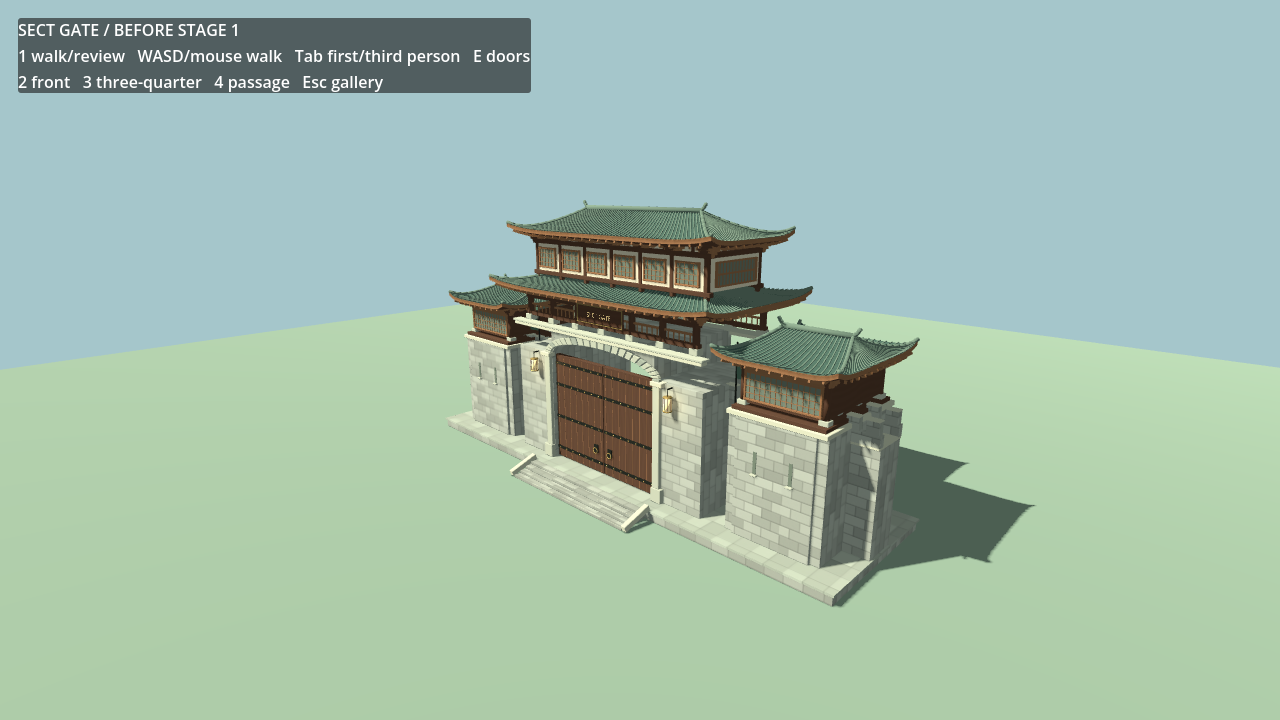 SECT GATE / BEFORE STAGE 1
1 walk/review WASD/mouse walk Tab first/third person E doors
2 front 3 three-quarter 4 passage Esc gallery